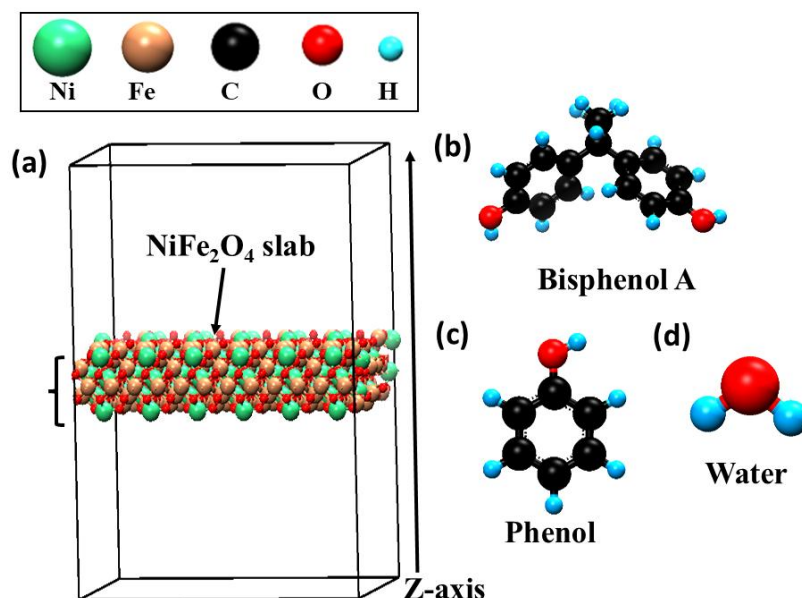 Ni Fe C O H
(a)
NiFe₂O₄ slab
Z-axis
(b)
Bisphenol A
(c)
Phenol
(d)
Water